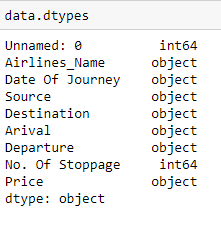 data.dtypes
Unnamed: 0 int64
Airlines_Name object
Date Of Journey object
Source object
Destination object
Arival object
Departure object
No. Of Stoppage int64
Price object
dtype: object